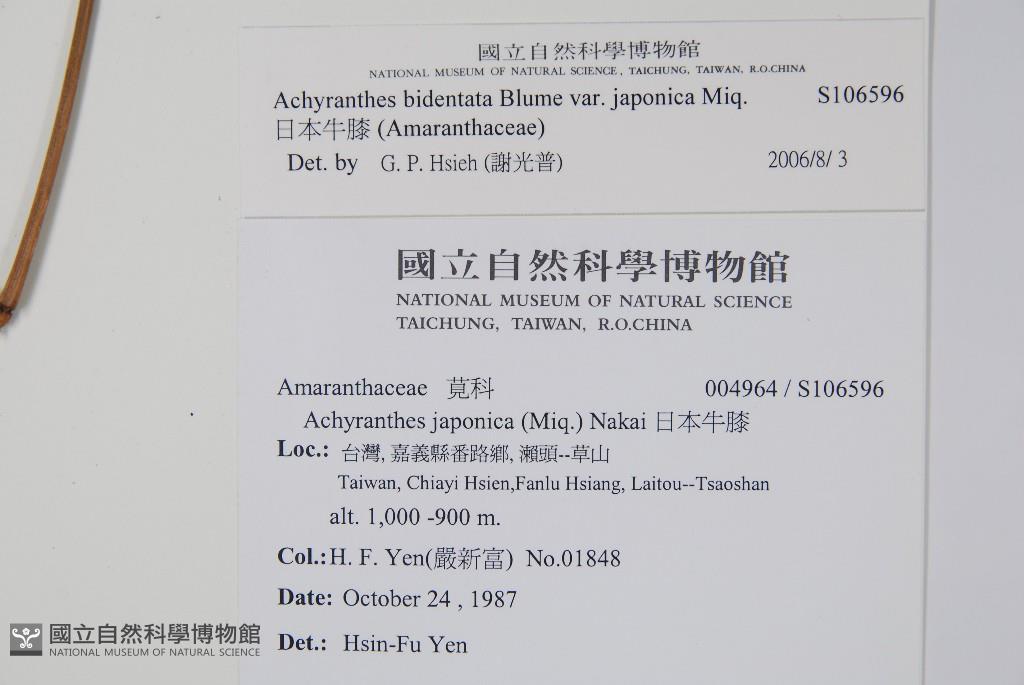 國立自然科學博物館
NATIONAL MUSEUM OF NATURAL SCIENCE, TAICHUNG, TAIWAN, R.O.CHINA
Achyranthes bidentata Blume var. japonica Miq. S106596
日本牛膝 (Amaranthaceae)
Det. by G. P. Hsieh (謝光普) 2006/8/ 3
國立自然科學博物館
NATIONAL MUSEUM OF NATURAL SCIENCE
TAICHUNG, TAIWAN, R.O.CHINA
Amaranthaceae 莧科 004964 / S106596
Achyranthes japonica (Miq.) Nakai 日本牛膝
Loc.: 台灣, 嘉義縣番路鄉, 瀨頭--草山
Taiwan, Chiayi Hsien,Fanlu Hsiang, Laitou--Tsaoshan
alt. 1,000 -900 m.
Col.: H. F. Yen(嚴新富) No.01848
Date: October 24 , 1987
Det.: Hsin-Fu Yen
國立自然科學博物館
NATIONAL MUSEUM OF NATURAL SCIENCE